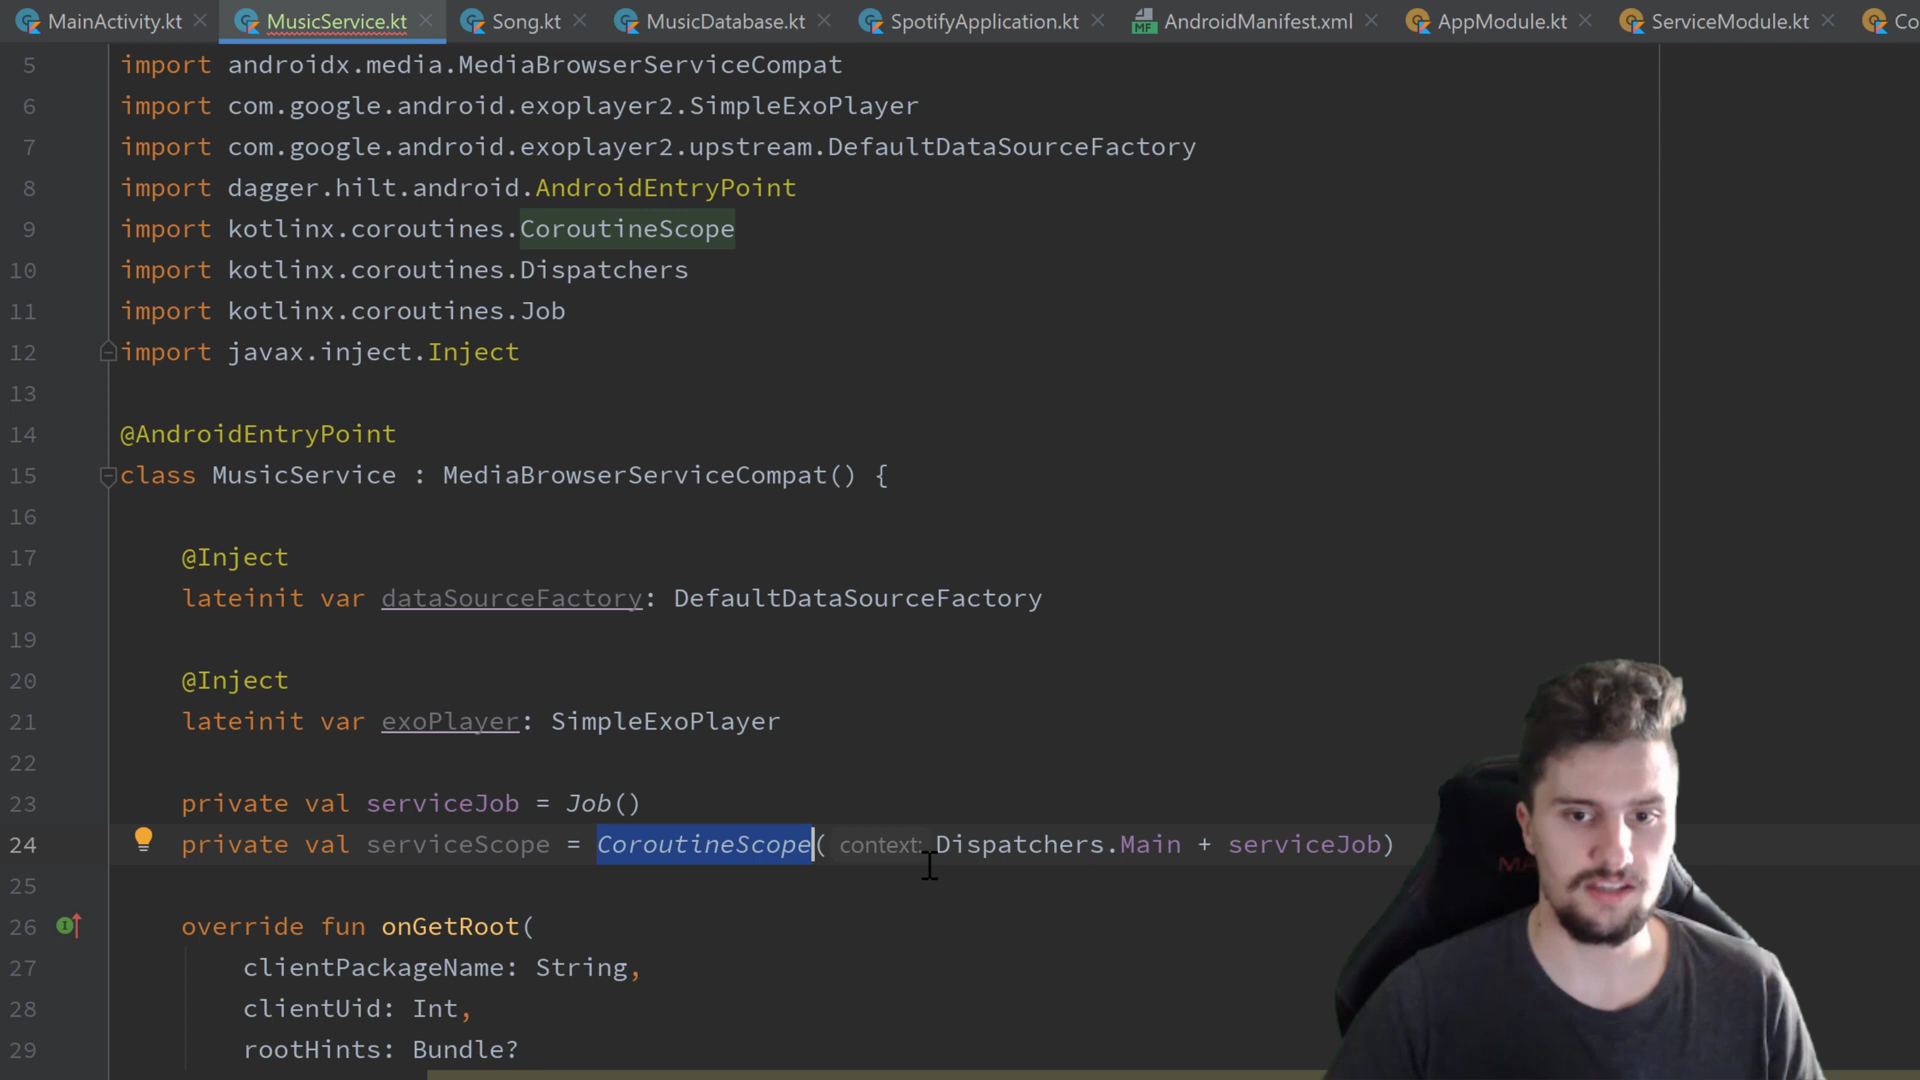 MainActivity.kt MusicService.kt Song.kt MusicDatabase.kt SpotifyApplication.kt AndroidManifest.xml AppModule.kt ServiceModule.kt Co
5 import androidx.media.MediaBrowserServiceCompat
6 import com.google.android.exoplayer2.SimpleExoPlayer
7 import com.google.android.exoplayer2.upstream.DefaultDataSourceFactory
8 import dagger.hilt.android.AndroidEntryPoint
9 import kotlinx.coroutines.CoroutineScope
10 import kotlinx.coroutines.Dispatchers
11 import kotlinx.coroutines.Job
12 import javax.inject.Inject
13
14 @AndroidEntryPoint
15 class MusicService : MediaBrowserServiceCompat() {
16
17 @Inject
18 lateinit var dataSourceFactory: DefaultDataSourceFactory
19
20 @Inject
21 lateinit var exoPlayer: SimpleExoPlayer
22
23 private val serviceJob = Job()
24 private val serviceScope = CoroutineScope( context: Dispatchers.Main + serviceJob)
25
26 override fun onGetRoot(
27 clientPackageName: String,
28 clientUid: Int,
29 rootHints: Bundle?